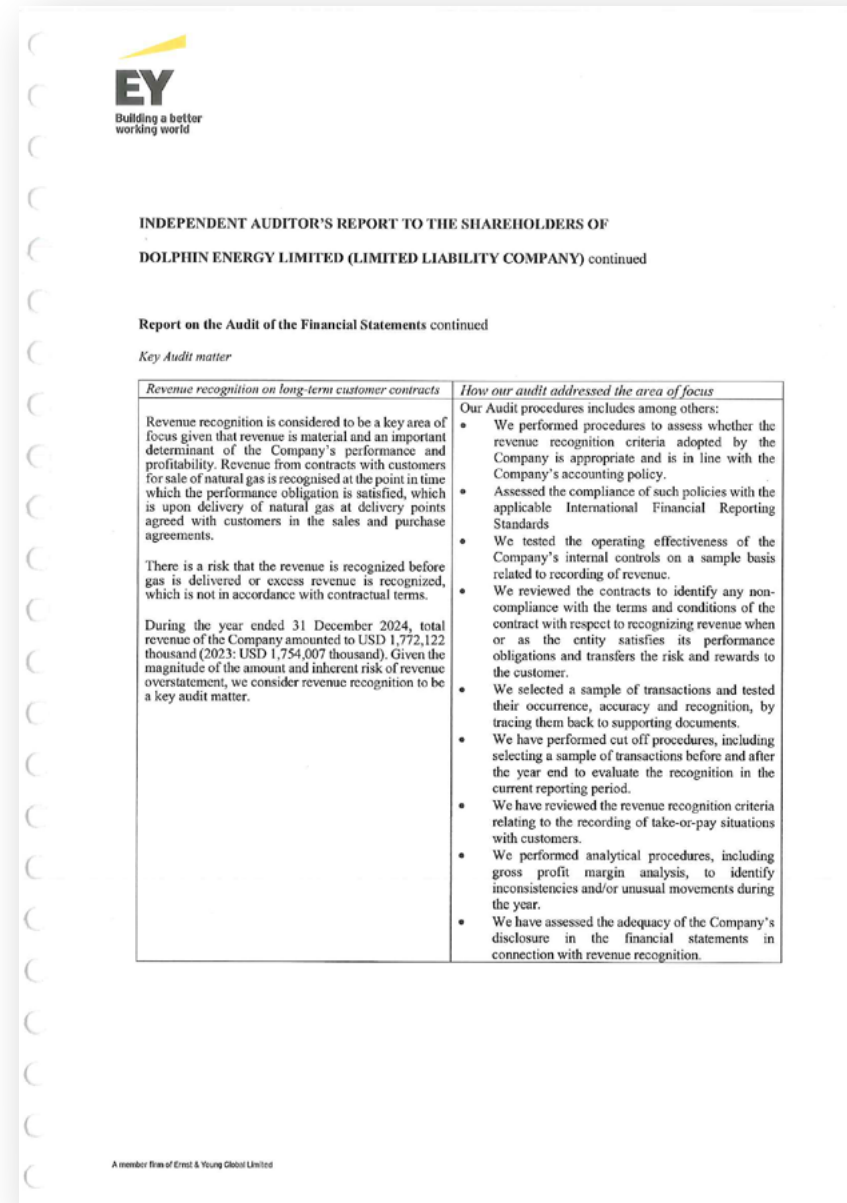 EY
Building a better
working world
INDEPENDENT AUDITOR'S REPORT TO THE SHAREHOLDERS OF
DOLPHIN ENERGY LIMITED (LIMITED LIABILITY COMPANY) continued
Report on the Audit of the Financial Statements continued
Key Audit matter
Revenue recognition on long-term customer contracts
Revenue recognition is considered to be a key area of
focus given that revenue is material and an important
determinant of the Company's performance and
profitability. Revenue from contracts with customers
for sale of natural gas is recognised at the point in time
which the performance obligation is satisfied, which
is upon delivery of natural gas at delivery points
agreed with customers in the sales and purchase
agreements.
There is a risk that the revenue is recognized before
gas is delivered or excess revenue is recognized,
which is not in accordance with contractual terms.
During the year ended 31 December 2024, total
revenue of the Company amounted to USD 1,772,122
thousand (2023: USD 1,754,007 thousand). Given the
magnitude of the amount and inherent risk of revenue
overstatement, we consider revenue recognition to be
a key audit matter.
How our audit addressed the area of focus
Our Audit procedures includes among others:
• We performed procedures to assess whether the
revenue recognition criteria adopted by the
Company is appropriate and is in line with the
Company's accounting policy.
• Assessed the compliance of such policies with the
applicable International Financial Reporting
Standards
• We tested the operating effectiveness of the
Company's internal controls on a sample basis
related to recording of revenue.
• We reviewed the contracts to identify any non-
compliance with the terms and conditions of the
contract with respect to recognizing revenue when
or as the entity satisfies its performance
obligations and transfers the risk and rewards to
the customer.
• We selected a sample of transactions and tested
their occurrence, accuracy and recognition, by
tracing them back to supporting documents.
• We have performed cut off procedures, including
selecting a sample of transactions before and after
the year end to evaluate the recognition in the
current reporting period.
• We have reviewed the revenue recognition criteria
relating to the recording of take-or-pay situations
with customers.
• We performed analytical procedures, including
gross profit margin analysis, to identify
inconsistencies and/or unusual movements during
the year.
• We have assessed the adequacy of the Company's
disclosure in the financial statements in
connection with revenue recognition.
A member firm of Ernst & Young Global Limited